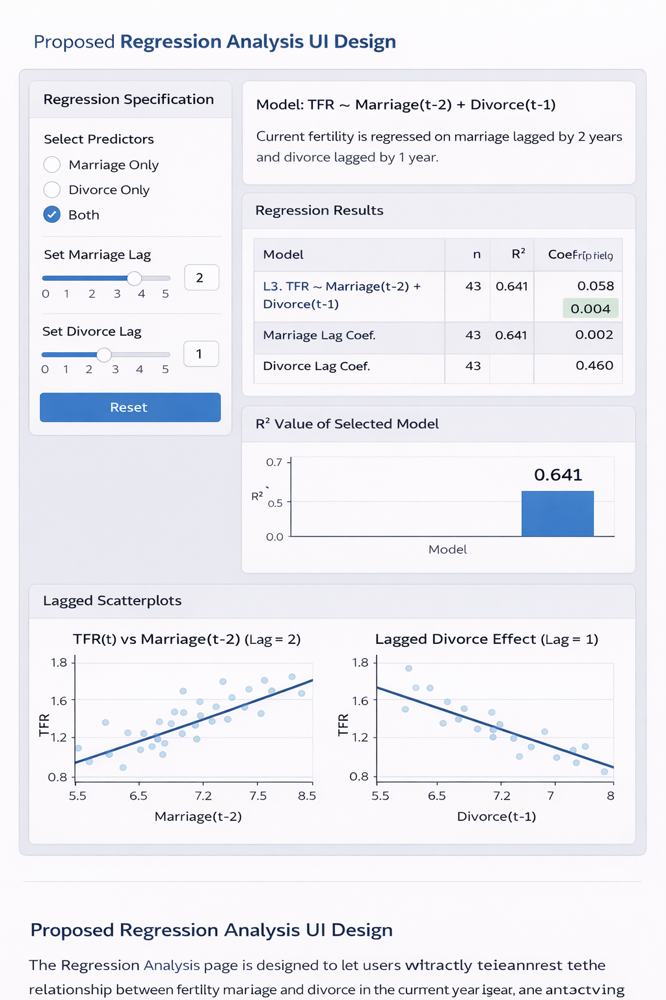 Proposed Regression Analysis UI Design
Regression Specification
Select Predictors
Marriage Only
Divorce Only
Both
Set Marriage Lag
2
0 1 2 3 4 5
Set Divorce Lag
1
0 1 2 3 4 5
Reset
Model: TFR ~ Marriage(t-2) + Divorce(t-1)
Current fertility is regressed on marriage lagged by 2 years
and divorce lagged by 1 year.
Regression Results
Model n R²
L3. TFR ~ Marriage(t-2) + 43 0.641 0.058
Divorce(t-1) 0.004
Marriage Lag Coef. 43 0.641 0.002
Divorce Lag Coef. 43 0.460
R² Value of Selected Model
0.7
0.641
R²
0.5
0.0
Model
Lagged Scatterplots
TFR(t) vs Marriage(t-2) (Lag = 2)
1.8
1.6
TFR
1.2
0.8
5.5 6.5 7.2 7.5 8.5
Marriage(t-2)
Lagged Divorce Effect (Lag = 1)
1.8
1.6
TFR
1.2
0.8
5.5 6.5 7.2 7 8
Divorce(t-1)
Proposed Regression Analysis UI Design
The Regression Analysis page is designed to let users witractly teieannrest tethe
relationship between fertilty mariage and divorce in the current year ane antactving